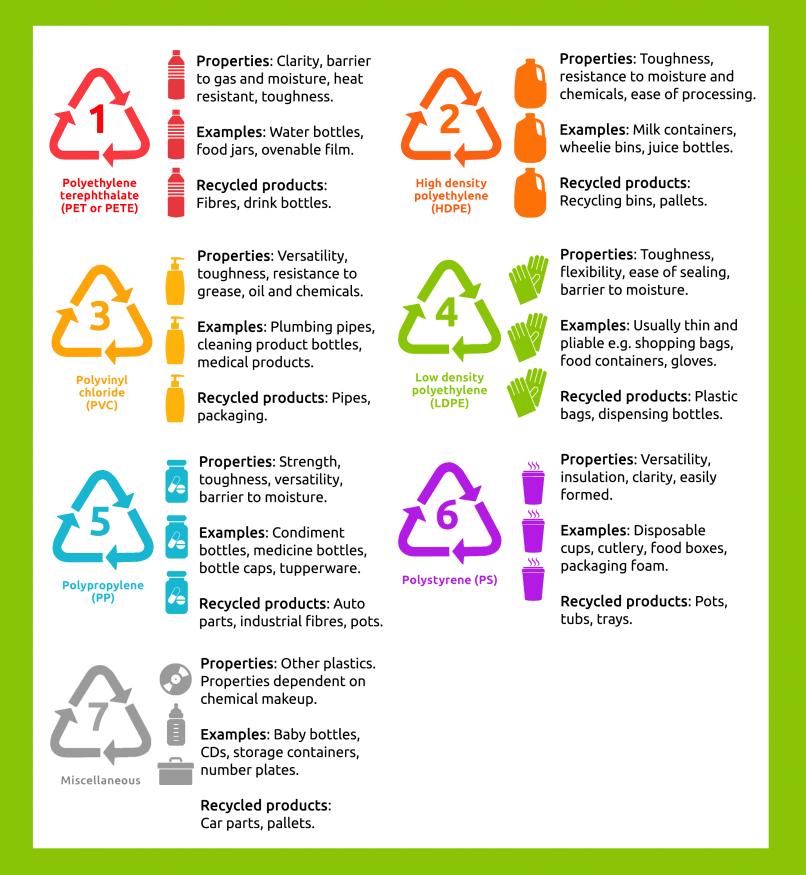 1
Polyethylene
terephthalate
(PET or PETE)
Properties: Clarity, barrier
to gas and moisture, heat
resistant, toughness.
Examples: Water bottles,
food jars, ovenable film.
Recycled products:
Fibres, drink bottles.
2
High density
polyethylene
(HDPE)
Properties: Toughness,
resistance to moisture and
chemicals, ease of processing.
Examples: Milk containers,
wheelie bins, juice bottles.
Recycled products:
Recycling bins, pallets.
3
Polyvinyl
chloride
(PVC)
Properties: Versatility,
toughness, resistance to
grease, oil and chemicals.
Examples: Plumbing pipes,
cleaning product bottles,
medical products.
Recycled products: Pipes,
packaging.
4
Low density
polyethylene
(LDPE)
Properties: Toughness,
flexibility, ease of sealing,
barrier to moisture.
Examples: Usually thin and
pliable e.g. shopping bags,
food containers, gloves.
Recycled products: Plastic
bags, dispensing bottles.
5
Polypropylene
(PP)
Properties: Strength,
toughness, versatility,
barrier to moisture.
Examples: Condiment
bottles, medicine bottles,
bottle caps, tupperware.
Recycled products: Auto
parts, industrial fibres, pots.
6
Polystyrene (PS)
Properties: Versatility,
insulation, clarity, easily
formed.
Examples: Disposable
cups, cutlery, food boxes,
packaging foam.
Recycled products: Pots,
tubs, trays.
7
Miscellaneous
Properties: Other plastics.
Properties dependent on
chemical makeup.
Examples: Baby bottles,
CDs, storage containers,
number plates.
Recycled products:
Car parts, pallets.